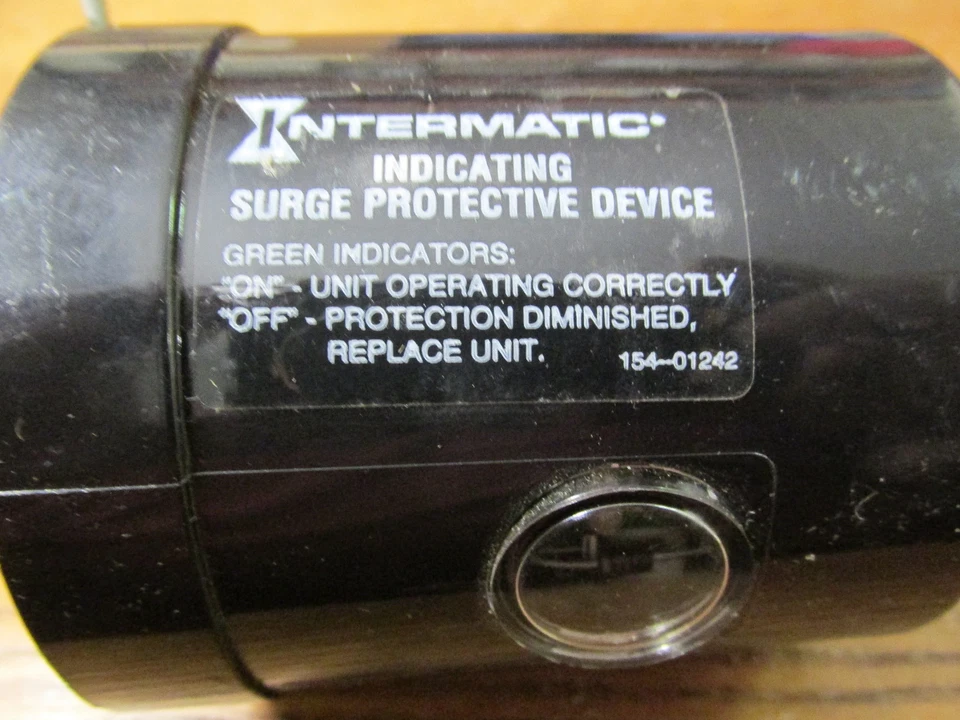 INTERMATIC®
INDICATING
SURGE PROTECTIVE DEVICE
GREEN INDICATORS:
"ON" - UNIT OPERATING CORRECTLY
"OFF" - PROTECTION DIMINISHED,
REPLACE UNIT.
154-01242